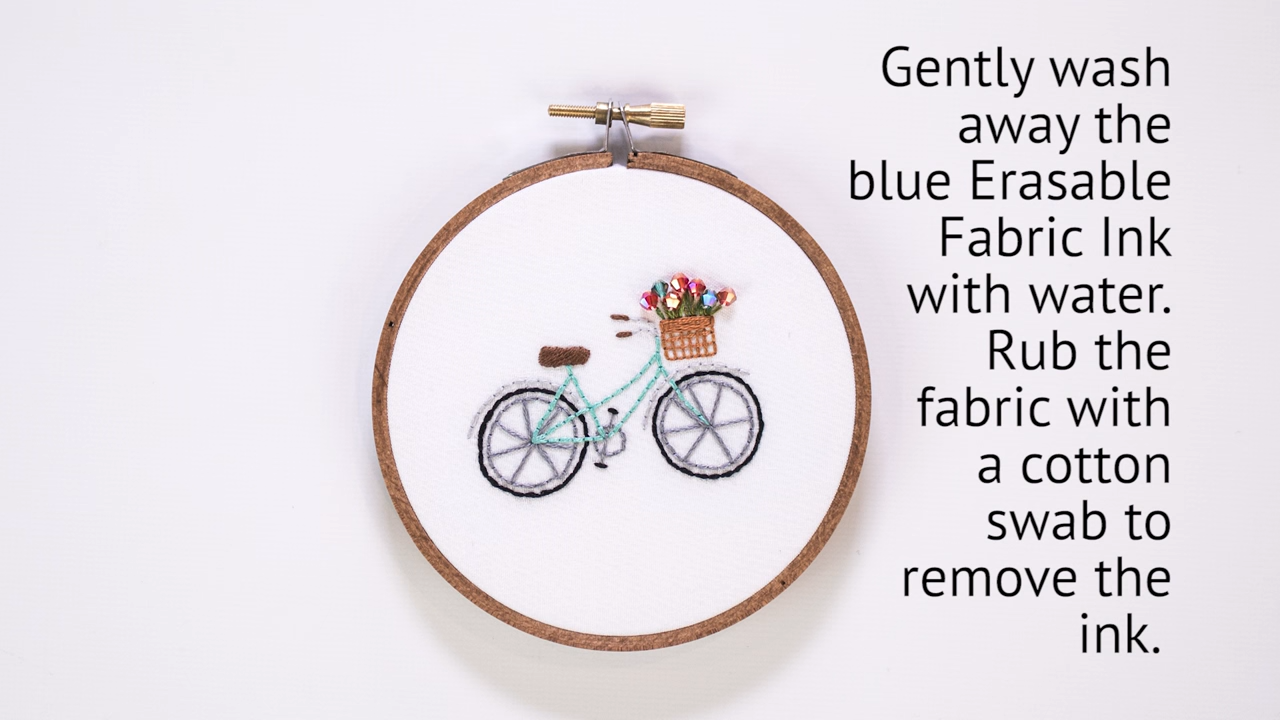 Gently wash
away the
blue Erasable
Fabric Ink
with water.
Rub the
fabric with
a cotton
swab to
remove the
ink.